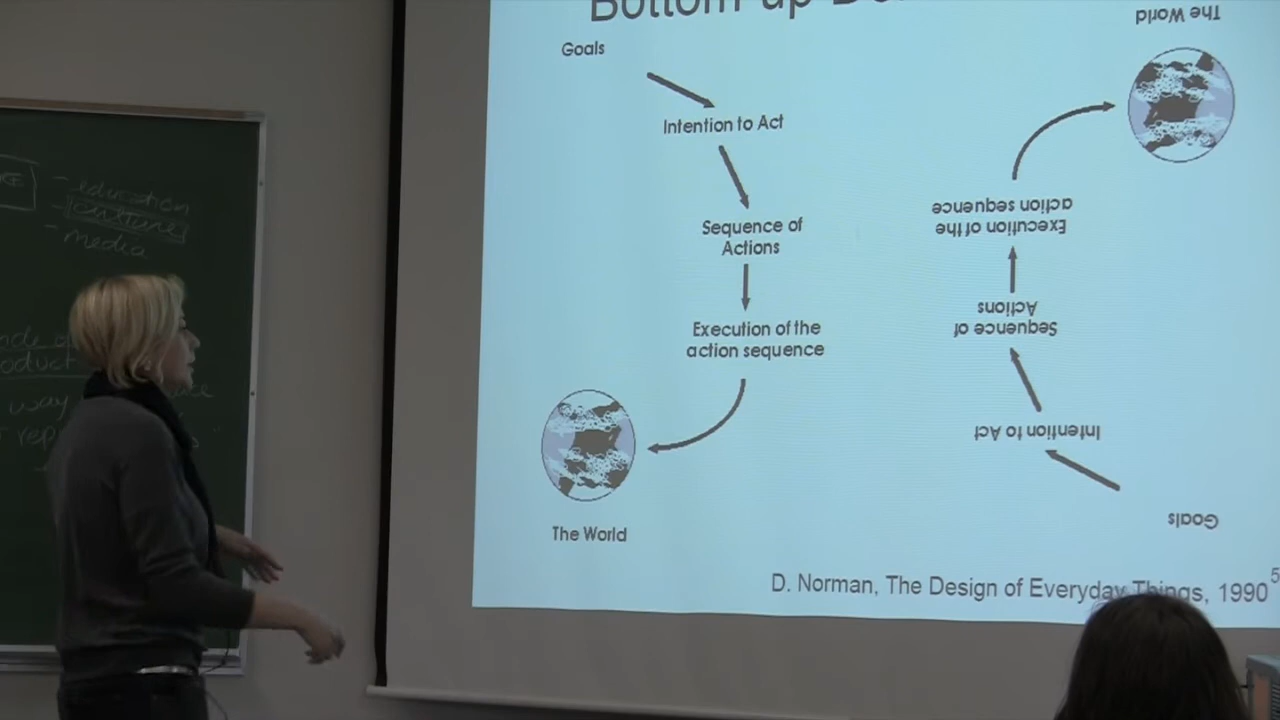 Bottom up
Goals
Intention to Act
Sequence of
Actions
Execution of the
action sequence
The World
The World
Execution of the
action sequence
Sequence of
Actions
Intention to Act
Goals
D. Norman, The Design of Everyday Things, 1990
5
- education
- culture
- media
way